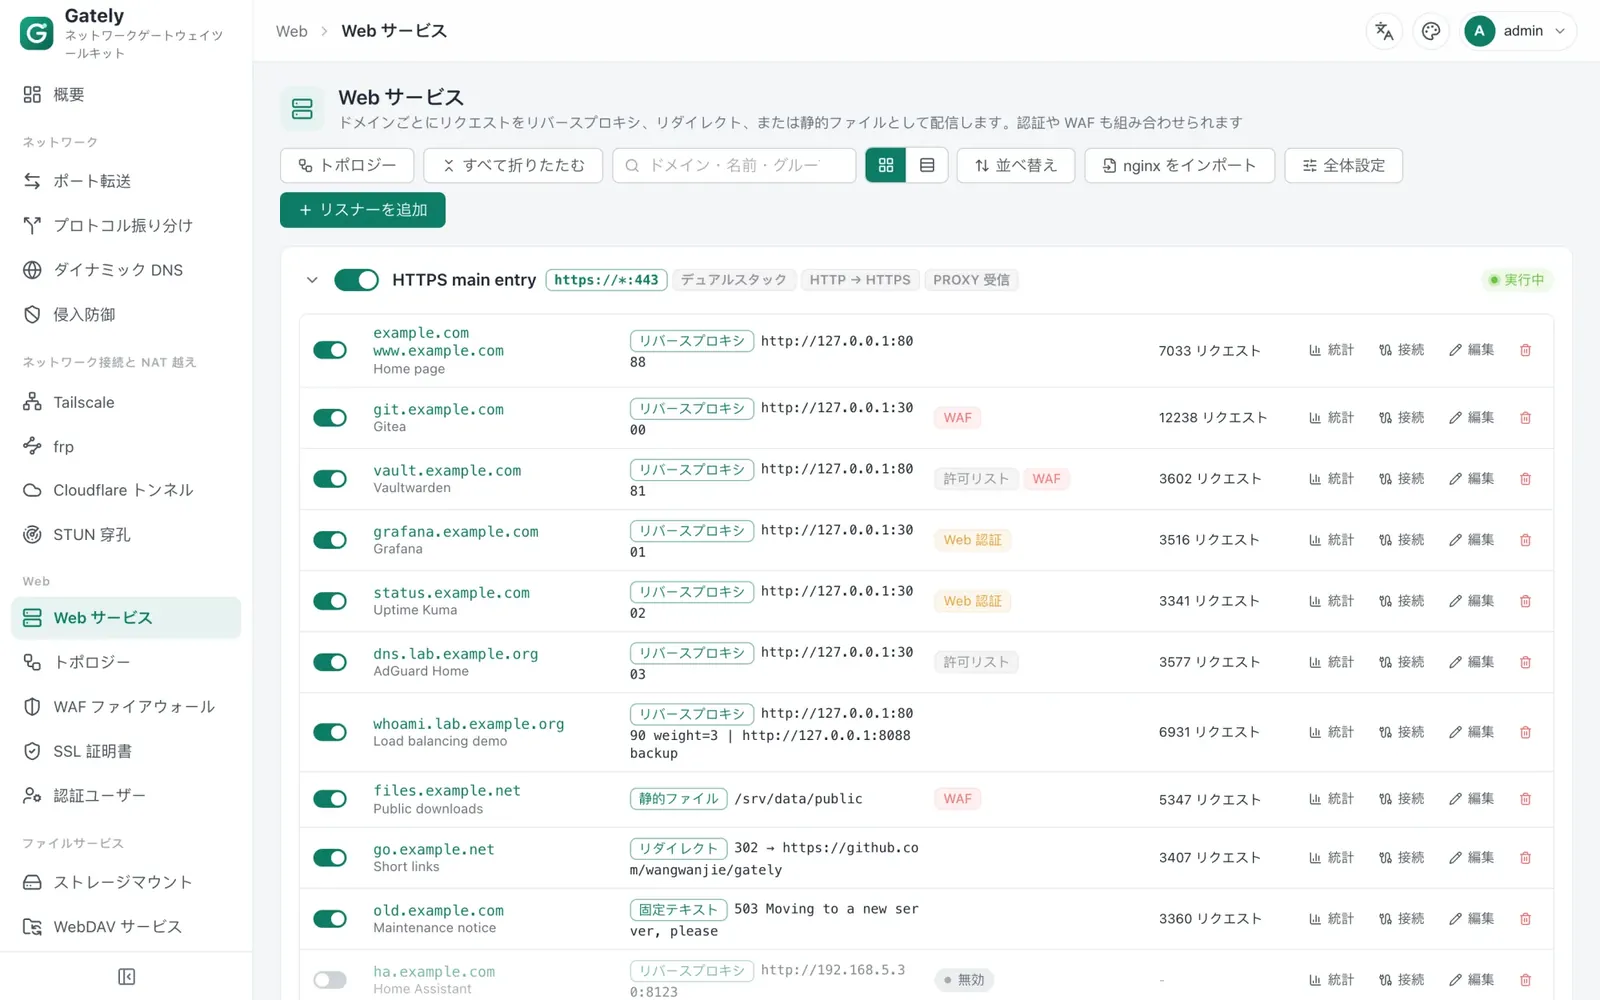 Gately
ネットワークゲートウェイツ
ールキット
概要
ネットワーク
ポート転送
プロトコル振り分け
ダイナミック DNS
侵入防御
ネットワーク接続と NAT 越え
Tailscale
frp
Cloudflare トンネル
STUN 穿孔
Web
Web サービス
トポロジー
WAF ファイアウォール
SSL 証明書
認証ユーザー
ファイルサービス
ストレージマウント
WebDAV サービス
Web > Web サービス
A admin
Web サービス
ドメインごとにリクエストをリバースプロキシ、リダイレクト、または静的ファイルとして配信します。認証や WAF も組み合わせられます
トポロジー すべて折りたたむ ドメイン・名前・グルー 並べ替え nginx をインポート 全体設定
+ リスナーを追加
HTTPS main entry https://*:443 デュアルスタック HTTP → HTTPS PROXY 受信 実行中
example.com
www.example.com
Home page
リバースプロキシ http://127.0.0.1:80
88
7033 リクエスト 統計 接続 編集
git.example.com
Gitea
リバースプロキシ http://127.0.0.1:30
00
WAF
12238 リクエスト 統計 接続 編集
vault.example.com
Vaultwarden
リバースプロキシ http://127.0.0.1:80
81
許可リスト WAF
3602 リクエスト 統計 接続 編集
grafana.example.com
Grafana
リバースプロキシ http://127.0.0.1:30
01
Web 認証
3516 リクエスト 統計 接続 編集
status.example.com
Uptime Kuma
リバースプロキシ http://127.0.0.1:30
02
Web 認証
3341 リクエスト 統計 接続 編集
dns.lab.example.org
AdGuard Home
リバースプロキシ http://127.0.0.1:30
03
許可リスト
3577 リクエスト 統計 接続 編集
whoami.lab.example.org
Load balancing demo
リバースプロキシ http://127.0.0.1:80
90 weight=3 | http://127.0.0.1:8088
backup
6931 リクエスト 統計 接続 編集
files.example.net
Public downloads
静的ファイル /srv/data/public
WAF
5347 リクエスト 統計 接続 編集
go.example.net
Short links
リダイレクト 302 → https://github.co
m/wangwanjie/gately
3407 リクエスト 統計 接続 編集
old.example.com
Maintenance notice
固定テキスト 503 Moving to a new ser
ver, please
3360 リクエスト 統計 接続 編集
ha.example.com
Home Assistant
リバースプロキシ http://192.168.5.3
0:8123
無効
- 統計 接続 編集